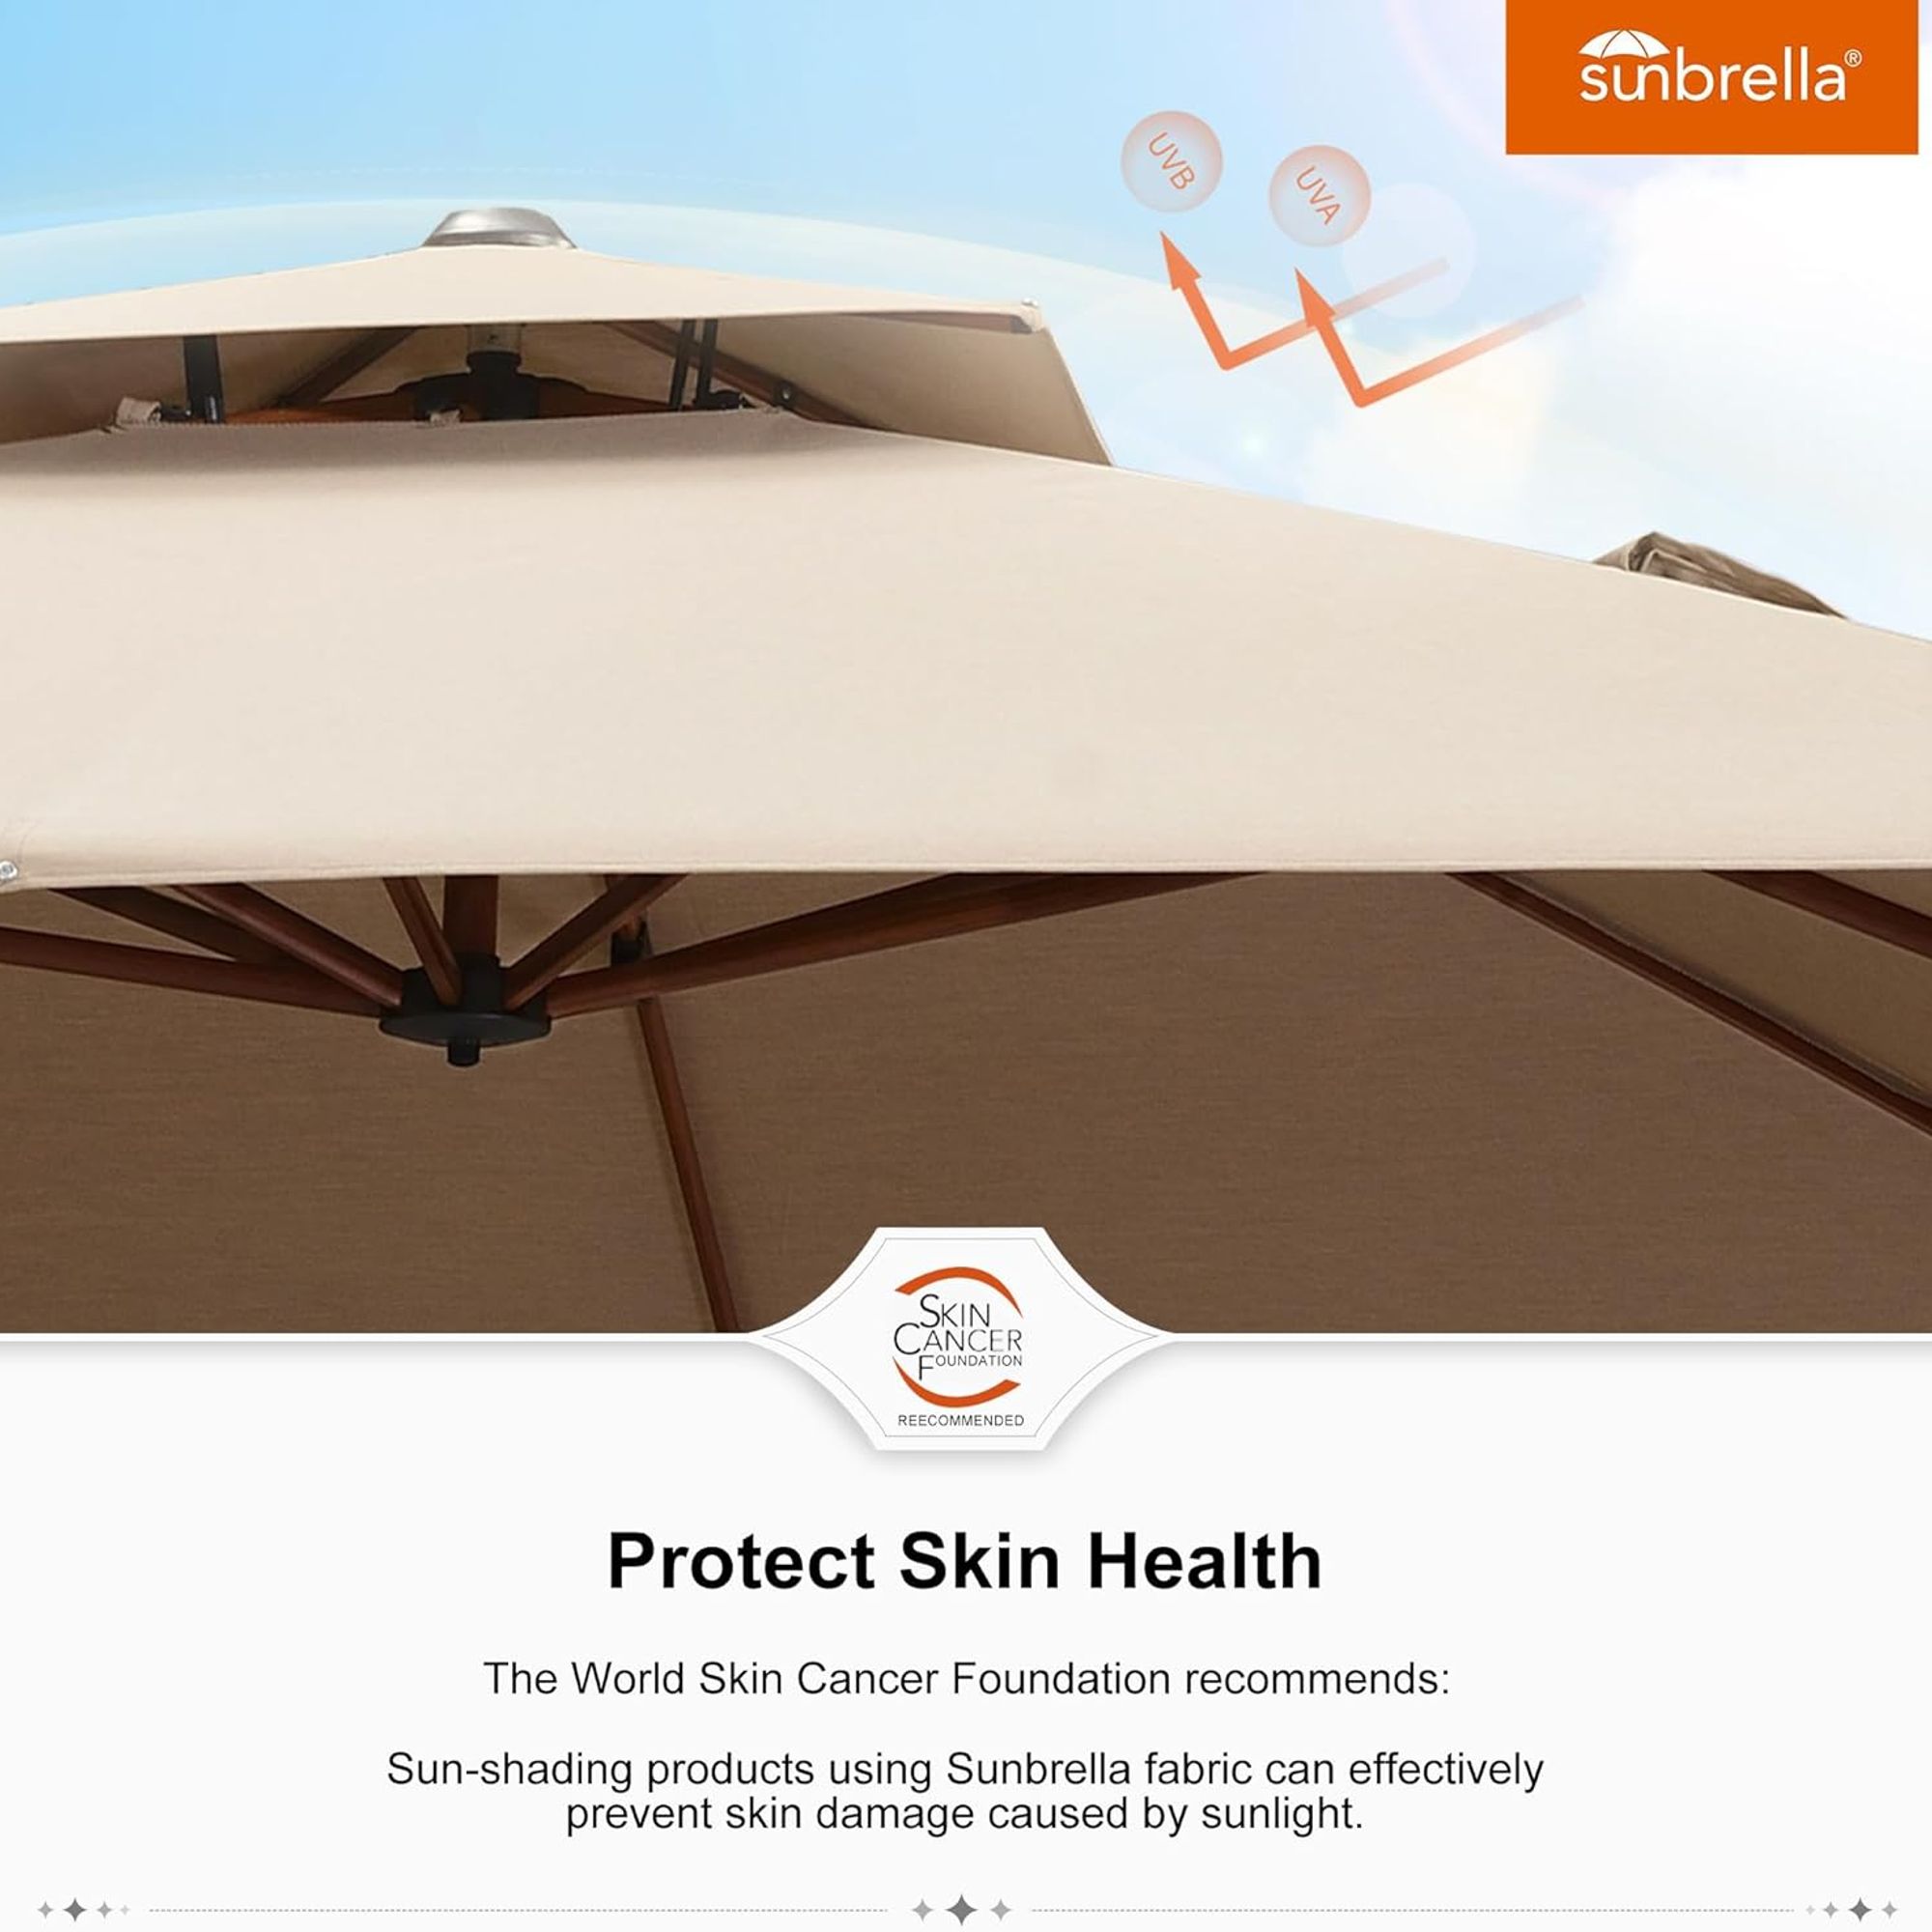 sunbrella®
UVB
UVA
SKIN
CANCER
FOUNDATION
REECOMMENDED
Protect Skin Health
The World Skin Cancer Foundation recommends:
Sun-shading products using Sunbrella fabric can effectively
prevent skin damage caused by sunlight.